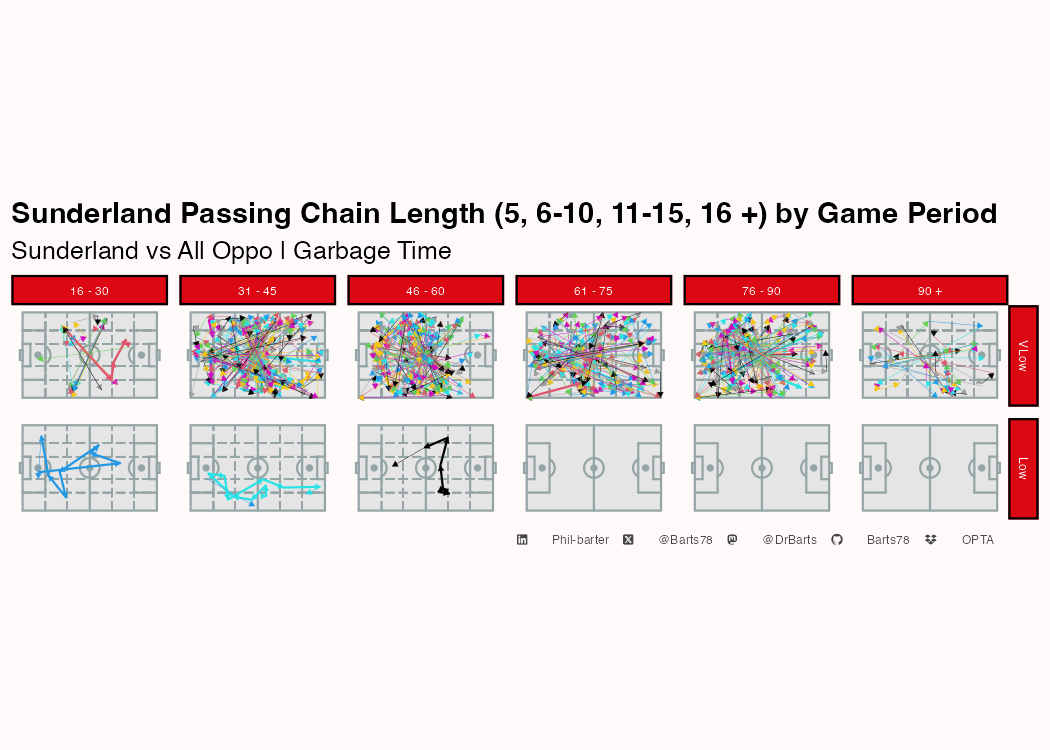 Sunderland Passing Chain Length (5, 6-10, 11-15, 16 +) by Game Period
Sunderland vs All Oppo | Garbage Time
16 - 30 31 - 45 46 - 60 61 - 75 76 - 90 90 +
VLow
Low
Phil-barter @Barts78 @DrBarts Barts78 OPTA